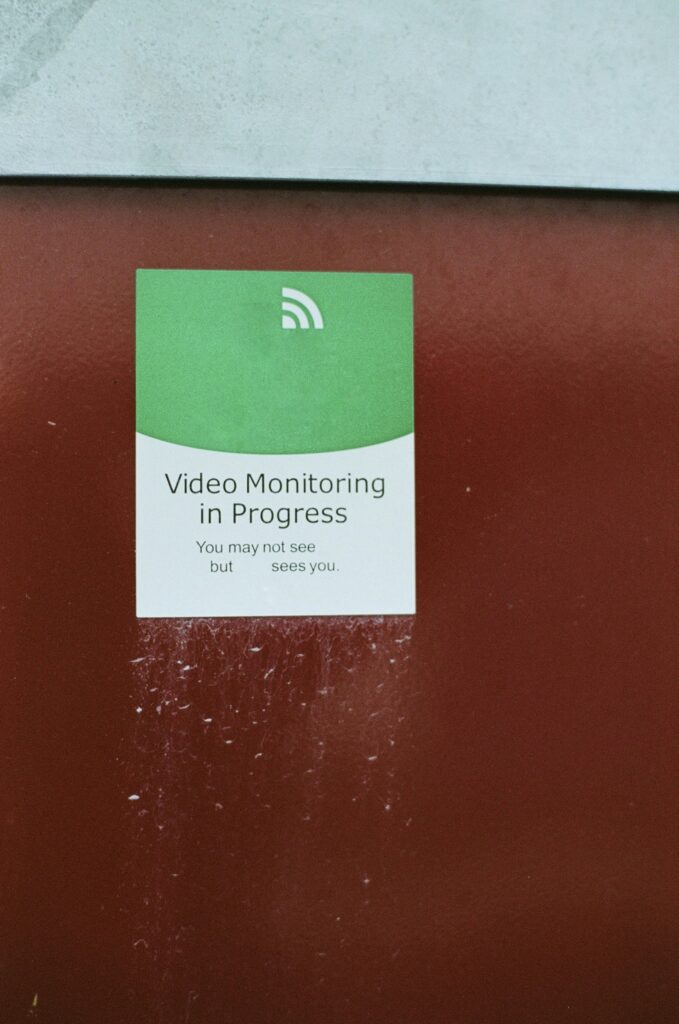 Video Monitoring
in Progress
You may not see
but sees you.